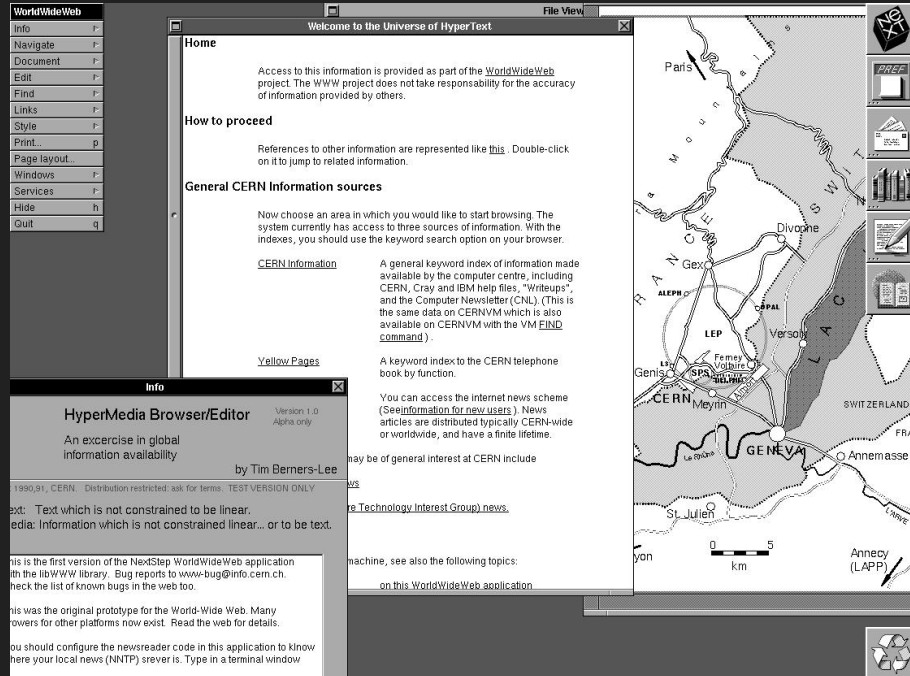 WorldWideWeb
Info
Navigate
Document
Edit
Find
Links
Style
Print... p
Page layout...
Windows
Services
Hide h
Quit q
File View
Welcome to the Universe of HyperText
Home
Access to this information is provided as part of the WorldWideWeb
project. The WWW project does not take responsability for the accuracy
of information provided by others.
How to proceed
References to other information are represented like this . Double-click
on it to jump to related information.
General CERN Information sources
Now choose an area in which you would like to start browsing. The
system currently has access to three sources of information. With the
indexes, you should use the keyword search option on your browser.
CERN Information
A general keyword index of information made
available by the computer centre, including
CERN, Cray and IBM help files, "Writeups",
and the Computer Newsletter (CNL). (This is
the same data on CERNVM which is also
available on CERNVM with the VM FIND
command ) .
Yellow Pages
A keyword index to the CERN telephone
book by function.
You can access the internet news scheme
(Seeinformation for new users ). News
articles are distributed typically CERN-wide
or worldwide, and have a finite lifetime.
may be of general interest at CERN include
ws
re Technology Interest Group) news.
machine, see also the following topics:
on this WorldWideWeb application
Info
HyperMedia Browser/Editor
Version 1.0
Alpha only
An excercise in global
information availability
by Tim Berners-Lee
1990,91, CERN. Distribution restricted: ask for terms. TEST VERSION ONLY
ext: Text which is not constrained to be linear.
edia: Information which is not constrained linear... or to be text.
his is the first version of the NextStep WorldWideWeb application
ith the libWWW library. Bug reports to www-bug@info.cern.ch.
heck the list of known bugs in the web too.
his was the original prototype for the World-Wide Web. Many
rowers for other platforms now exist. Read the web for details.
ou should configure the newsreader code in this application to klnow
here your local news (NNTP) srever is. Type in a terminal window
Paris
Divonne
Gex
ALEPH
OPAL
LEP
Versoix
L3
Ferney
Voltaire
Genis
SPS
DELPHI
CERN
Meyrin
GENEVA
SWITZERLAND
FRA
Annemasse
Le Rhône
St. Julien
L'ARVE
yon
0 5
km
Annecy
(LAPP)
LAC
NeXT
PREF